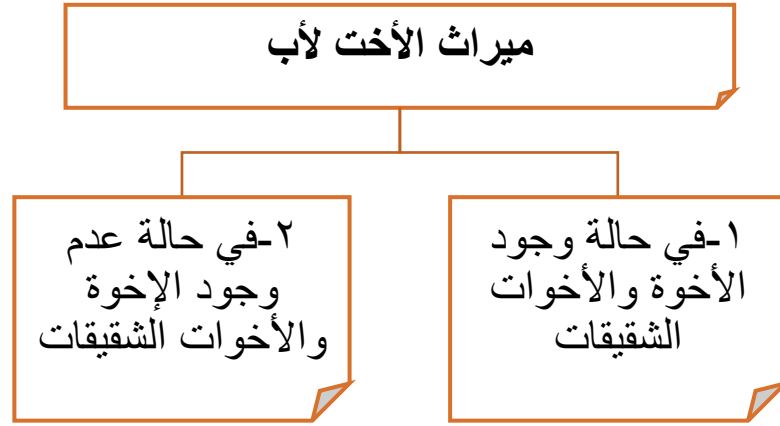 ميراث الأخت لأب
١-في حالة وجود
الأخوة والأخوات
الشقيقات
٢-في حالة عدم
وجود الإخوة
والأخوات الشقيقات